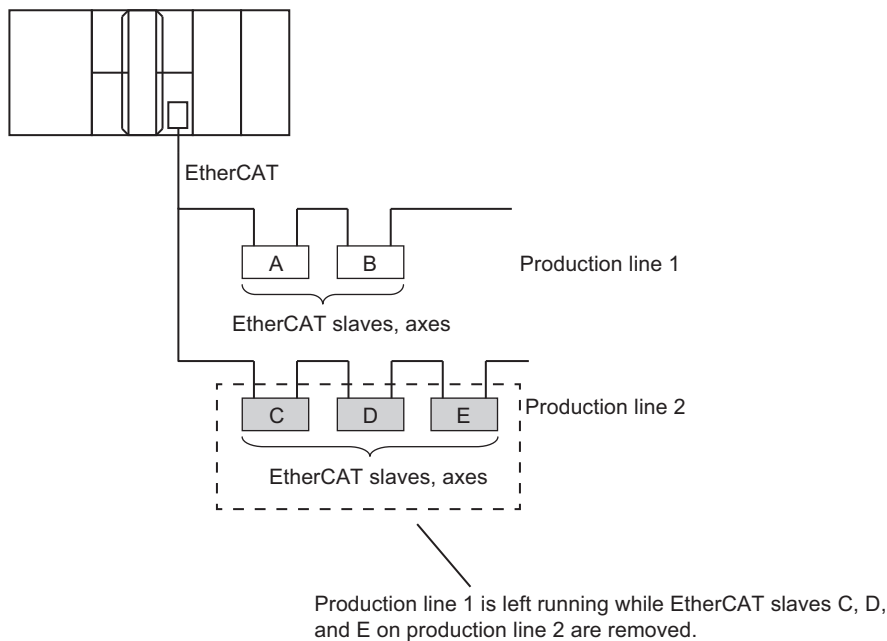 EtherCAT
A
B
Production line 1
EtherCAT slaves, axes
C
D
E
Production line 2
EtherCAT slaves, axes
Production line 1 is left running while EtherCAT slaves C, D,
and E on production line 2 are removed.